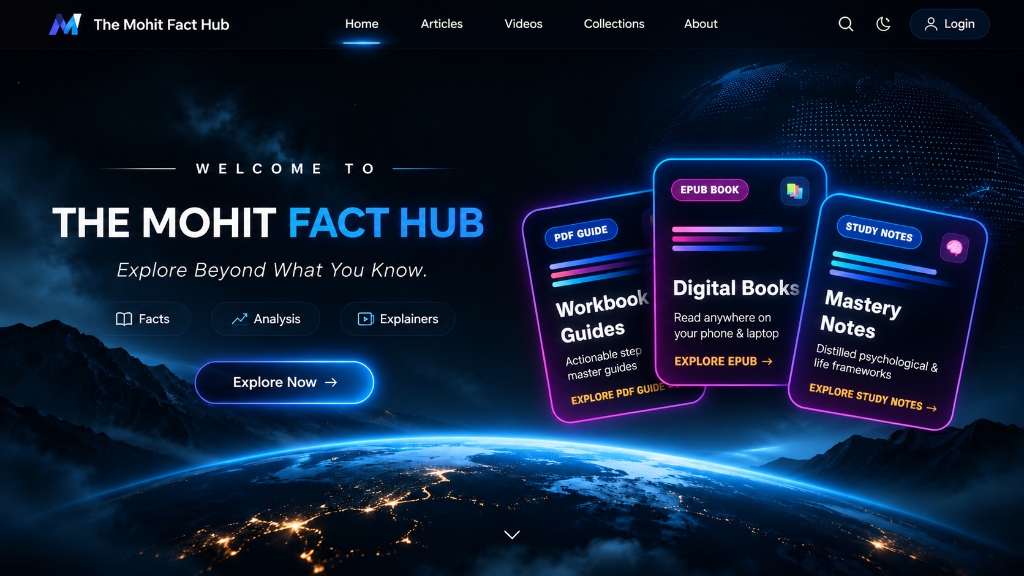 The Mohit Fact Hub
Home
Articles
Videos
Collections
About
Login
WELCOME TO
THE MOHIT FACT HUB
Explore Beyond What You Know.
Facts
Analysis
Explainers
Explore Now →
PDF GUIDE
Workbook
Guides
Actionable step
master guides
EXPLORE PDF GUIDE
EPUB BOOK
Digital Books
Read anywhere on
your phone & laptop
EXPLORE EPUB →
STUDY NOTES
Mastery
Notes
Distilled psychological &
life frameworks
EXPLORE STUDY NOTES →